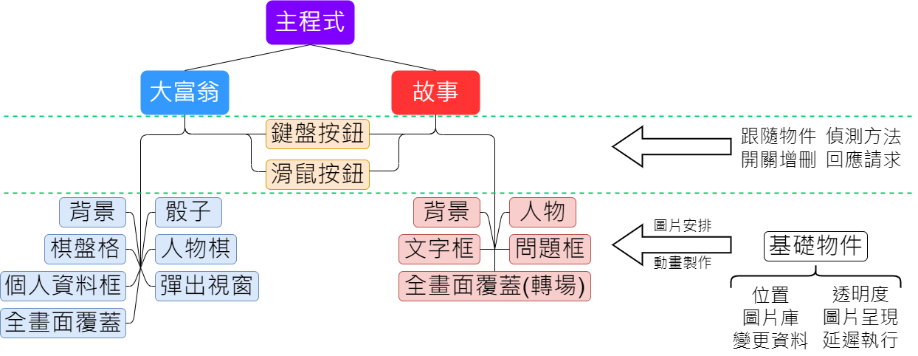 主程式
大富翁
故事
鍵盤按鈕
滑鼠按鈕
跟隨物件 偵測方法
開關增刪 回應請求
背景
骰子
棋盤格
人物棋
個人資料框
彈出視窗
全畫面覆蓋
背景
人物
文字框
問題框
全畫面覆蓋(轉場)
圖片安排
動畫製作
基礎物件
位置
圖片庫
變更資料
透明度
圖片呈現
延遲執行